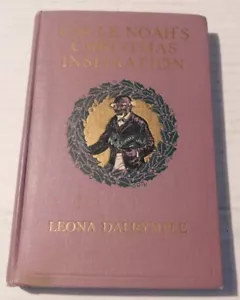 UNCLE NOAH'S
CHRISTMAS
INSPIRATION
LEONA DALRYMPLE